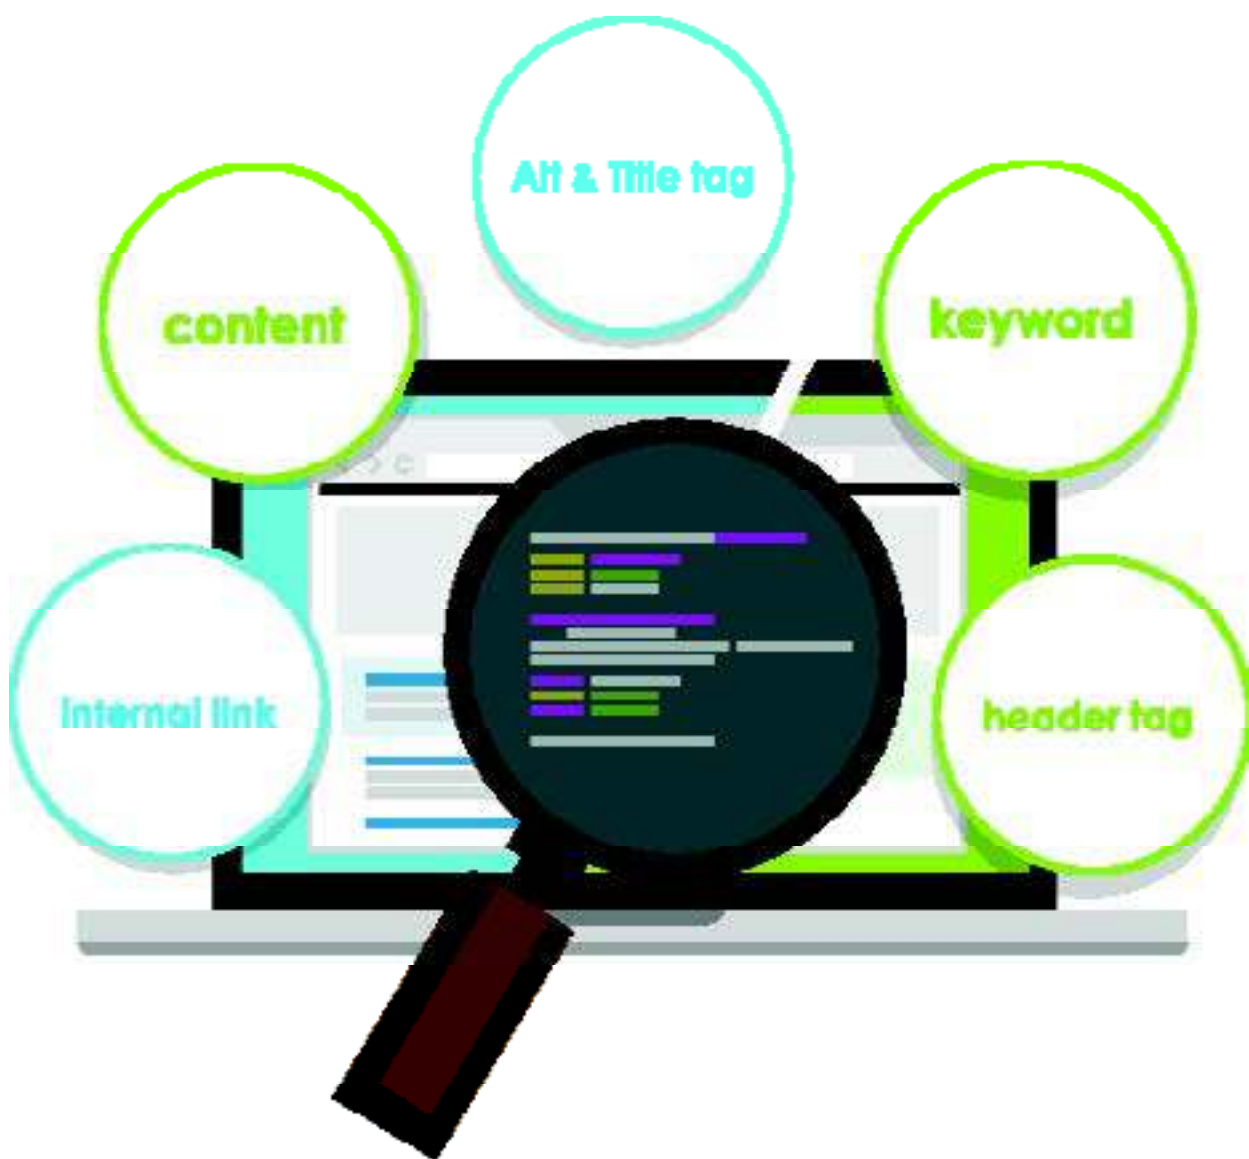 Alt & Title tag
content
keyword
internal link
header tag